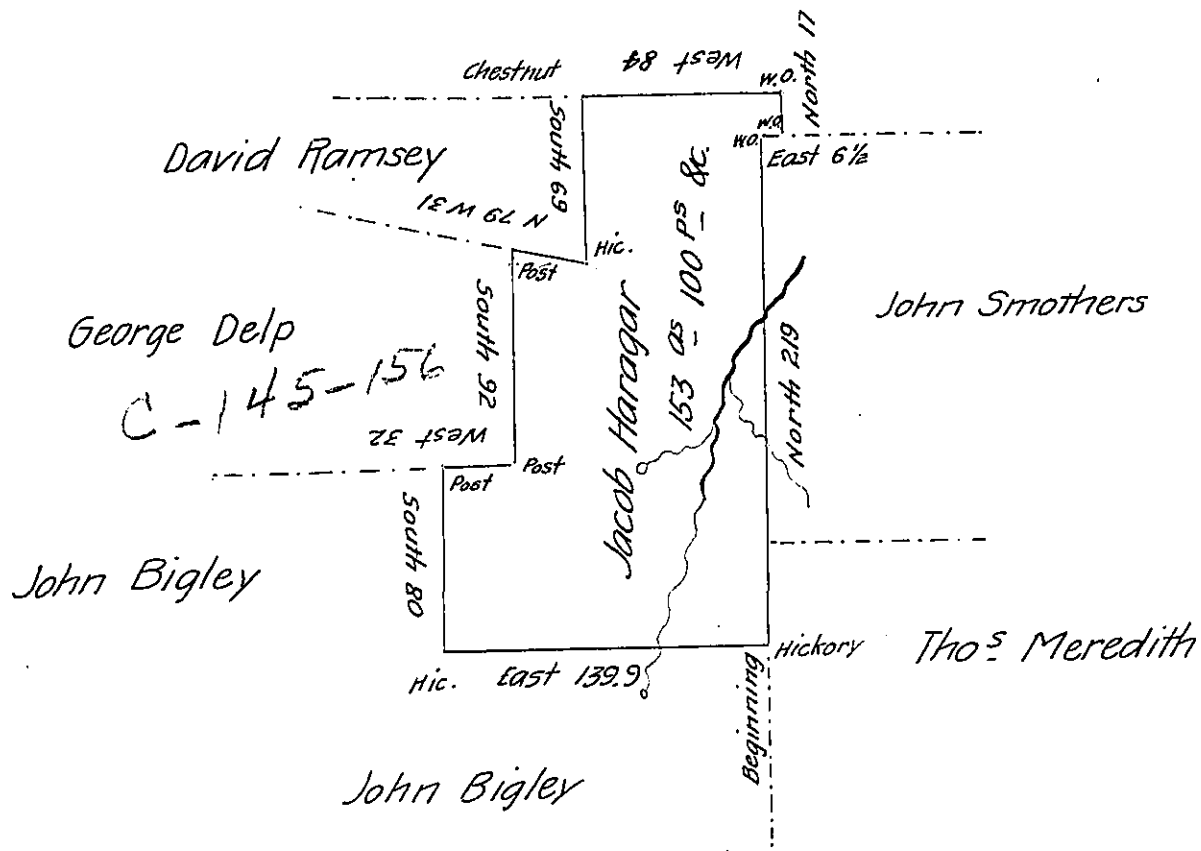 Chestnut
West 84
W.O.
North 17
W.O.
W.O.
East 6½
David Ramsey
South 69
N 79 W 31
Hic.
Post
George Delp
C-145-156
South 92
West 32
Post
Post
Jacob Haragar
153 as 100 Ps &c.
John Smothers
North 219
South 80
John Bigley
Hic.
East 139.9
Hickory
Beginning
Thos Meredith
John Bigley